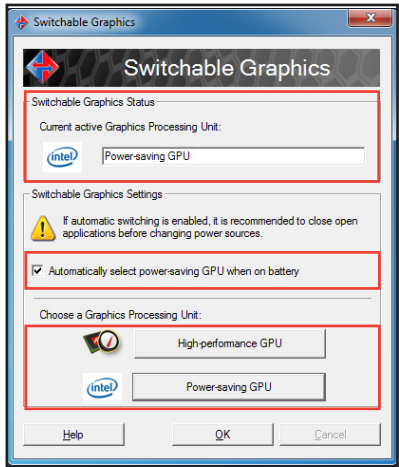 Switchable Graphics
Switchable Graphics
Switchable Graphics Status
Current active Graphics Processing Unit:
intel
Power-saving GPU
Switchable Graphics Settings
If automatic switching is enabled, it is recommended to close open
applications before changing power sources.
Automatically select power-saving GPU when on battery
Choose a Graphics Processing Unit:
High-performance GPU
intel
Power-saving GPU
Help OK Cancel